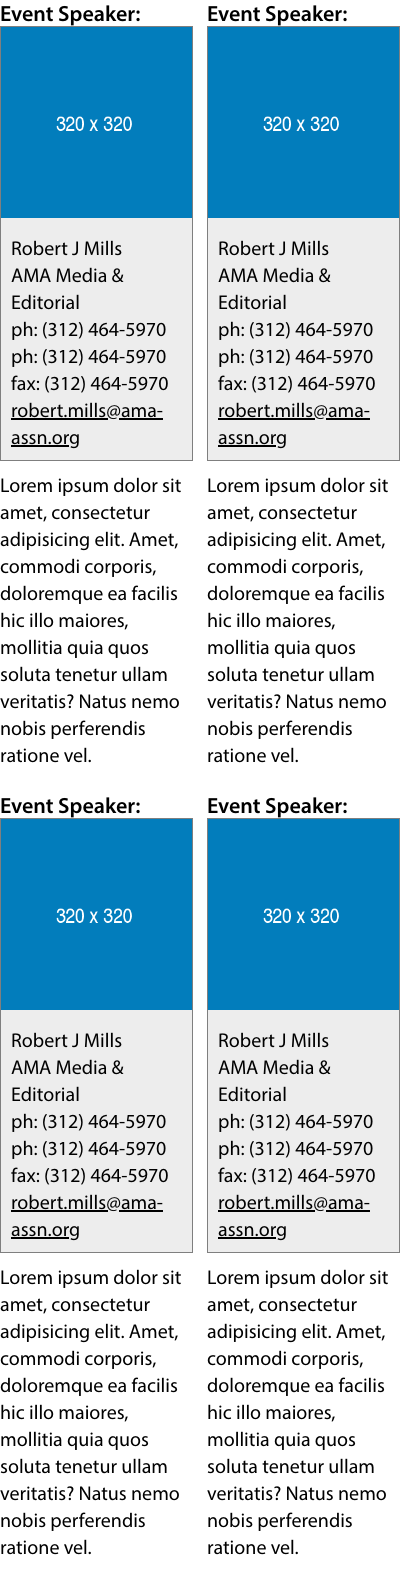 Event Speaker:
320 x 320
Robert J Mills
AMA Media &
Editorial
ph: (312) 464-5970
ph: (312) 464-5970
fax: (312) 464-5970
robert.mills@ama-
assn.org
Lorem ipsum dolor sit
amet, consectetur
adipisicing elit. Amet,
commodi corporis,
doloremque ea facilis
hic illo maiores,
mollitia quia quos
soluta tenetur ullam
veritatis? Natus nemo
nobis perferendis
ratione vel.
Event Speaker:
320 x 320
Robert J Mills
AMA Media &
Editorial
ph: (312) 464-5970
ph: (312) 464-5970
fax: (312) 464-5970
robert.mills@ama-
assn.org
Lorem ipsum dolor sit
amet, consectetur
adipisicing elit. Amet,
commodi corporis,
doloremque ea facilis
hic illo maiores,
mollitia quia quos
soluta tenetur ullam
veritatis? Natus nemo
nobis perferendis
ratione vel.
Event Speaker:
320 x 320
Robert J Mills
AMA Media &
Editorial
ph: (312) 464-5970
ph: (312) 464-5970
fax: (312) 464-5970
robert.mills@ama-
assn.org
Lorem ipsum dolor sit
amet, consectetur
adipisicing elit. Amet,
commodi corporis,
doloremque ea facilis
hic illo maiores,
mollitia quia quos
soluta tenetur ullam
veritatis? Natus nemo
nobis perferendis
ratione vel.
Event Speaker:
320 x 320
Robert J Mills
AMA Media &
Editorial
ph: (312) 464-5970
ph: (312) 464-5970
fax: (312) 464-5970
robert.mills@ama-
assn.org
Lorem ipsum dolor sit
amet, consectetur
adipisicing elit. Amet,
commodi corporis,
doloremque ea facilis
hic illo maiores,
mollitia quia quos
soluta tenetur ullam
veritatis? Natus nemo
nobis perferendis
ratione vel.